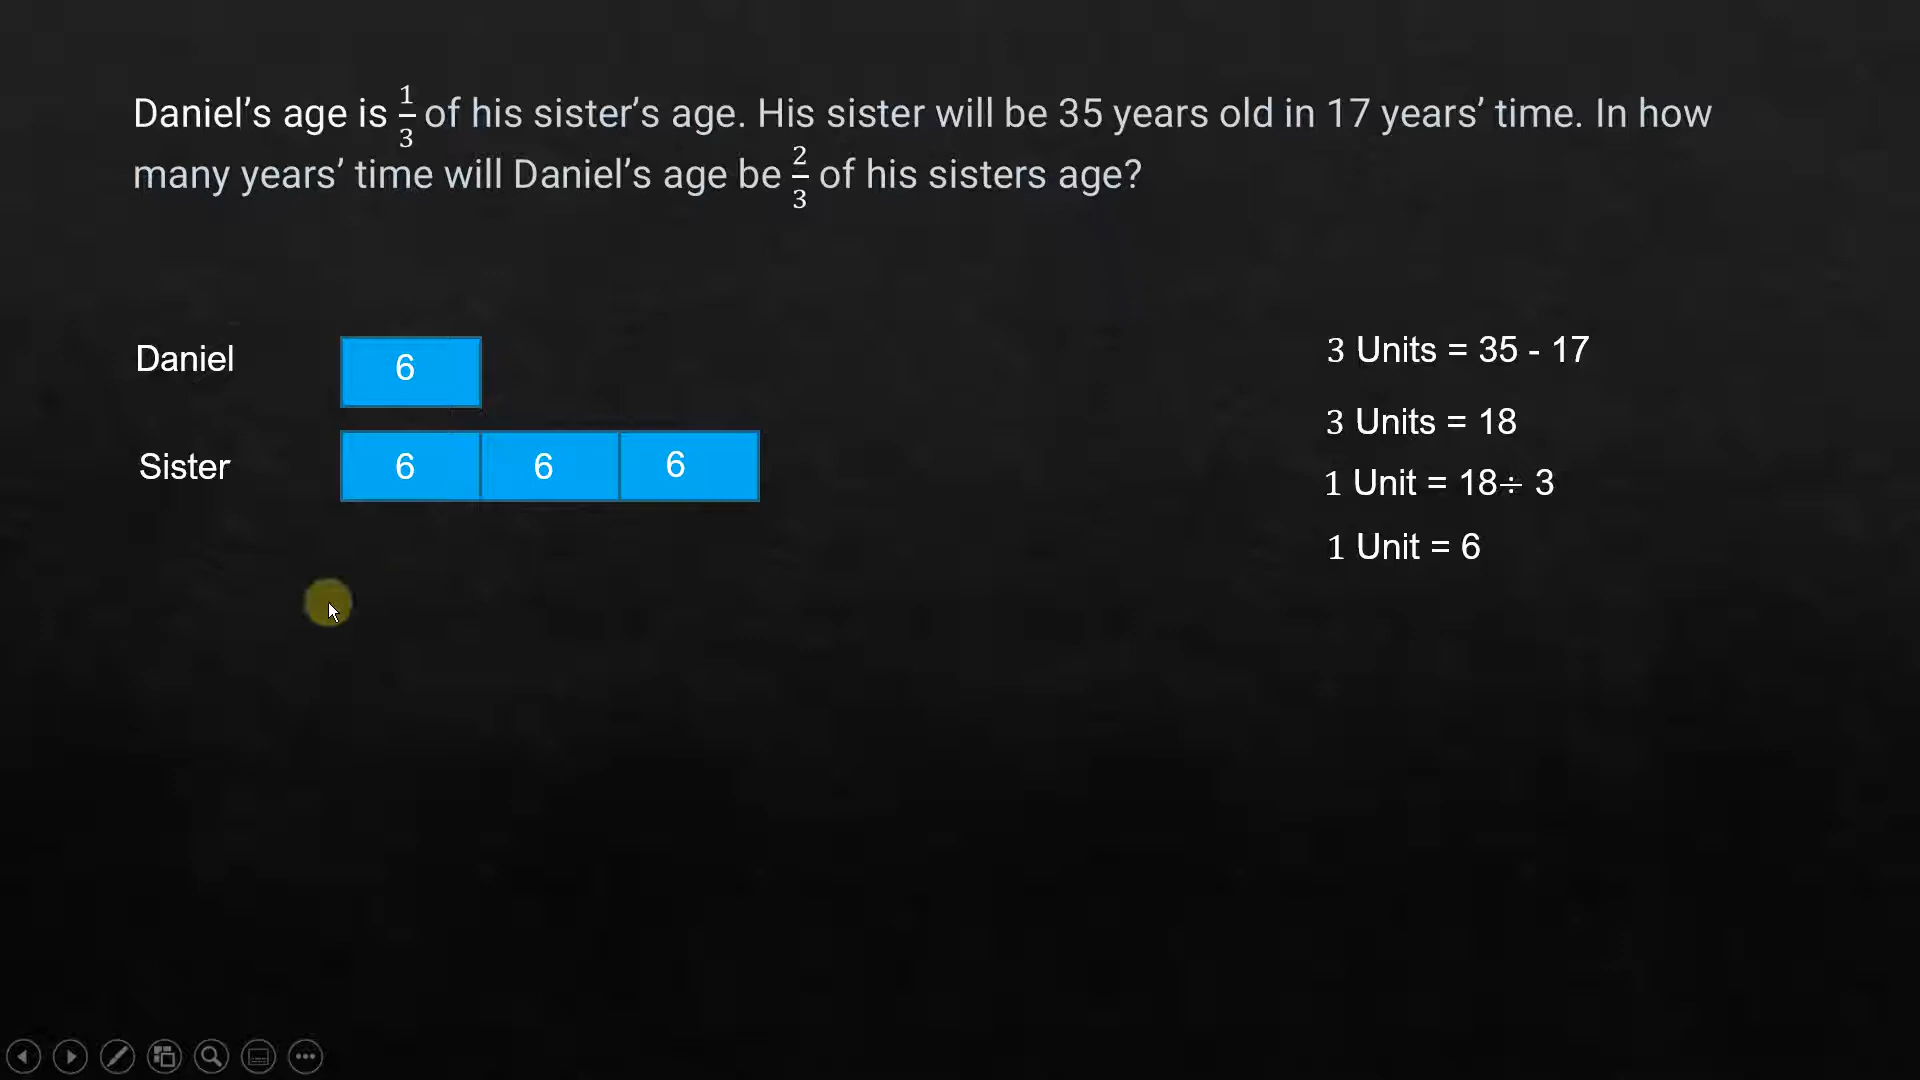 Daniel’s age is 1/3 of his sister’s age. His sister will be 35 years old in 17 years’ time. In how
many years’ time will Daniel’s age be 2/3 of his sisters age?
Daniel
6
Sister
6 6 6
3 Units = 35 - 17
3 Units = 18
1 Unit = 18÷ 3
1 Unit = 6